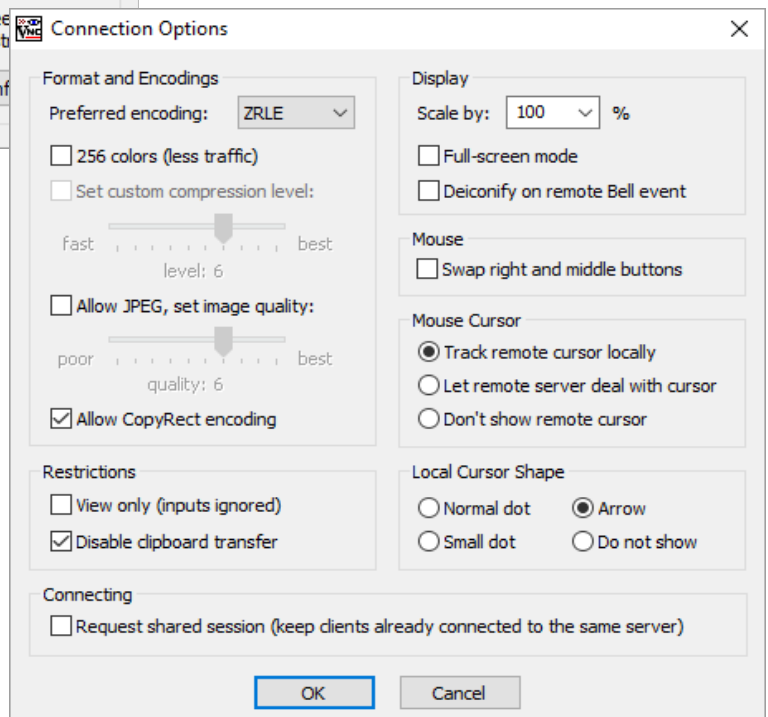 Connection Options
Format and Encodings
Preferred encoding: ZRLE
256 colors (less traffic)
Set custom compression level:
fast best
level: 6
Allow JPEG, set image quality:
poor best
quality: 6
Allow CopyRect encoding
Restrictions
View only (inputs ignored)
Disable clipboard transfer
Display
Scale by: 100 %
Full-screen mode
Deiconify on remote Bell event
Mouse
Swap right and middle buttons
Mouse Cursor
Track remote cursor locally
Let remote server deal with cursor
Don't show remote cursor
Local Cursor Shape
Normal dot Arrow
Small dot Do not show
Connecting
Request shared session (keep clients already connected to the same server)
OK Cancel